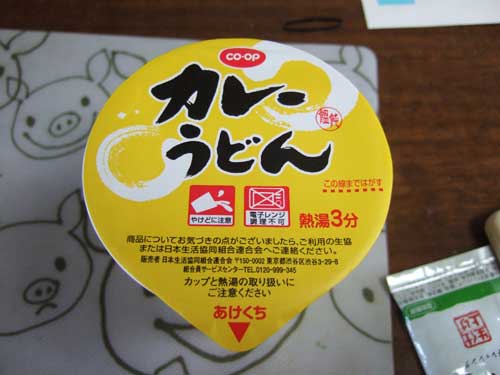 CO·OP
カレー
うどん
この線まではがす
やけどに注意
電子レンジ
調理不可
熱湯3分
商品についてお気づきの点がございましたら、ご利用の生協
または日本生活協同組合連合会へご連絡ください。
販売者 日本生活協同組合連合会 〒150-0002 東京都渋谷区渋谷3-29-8
組合員サービスセンターTEL.0120-999-345
カップと熱湯の取り扱いに
ご注意ください
あけくち